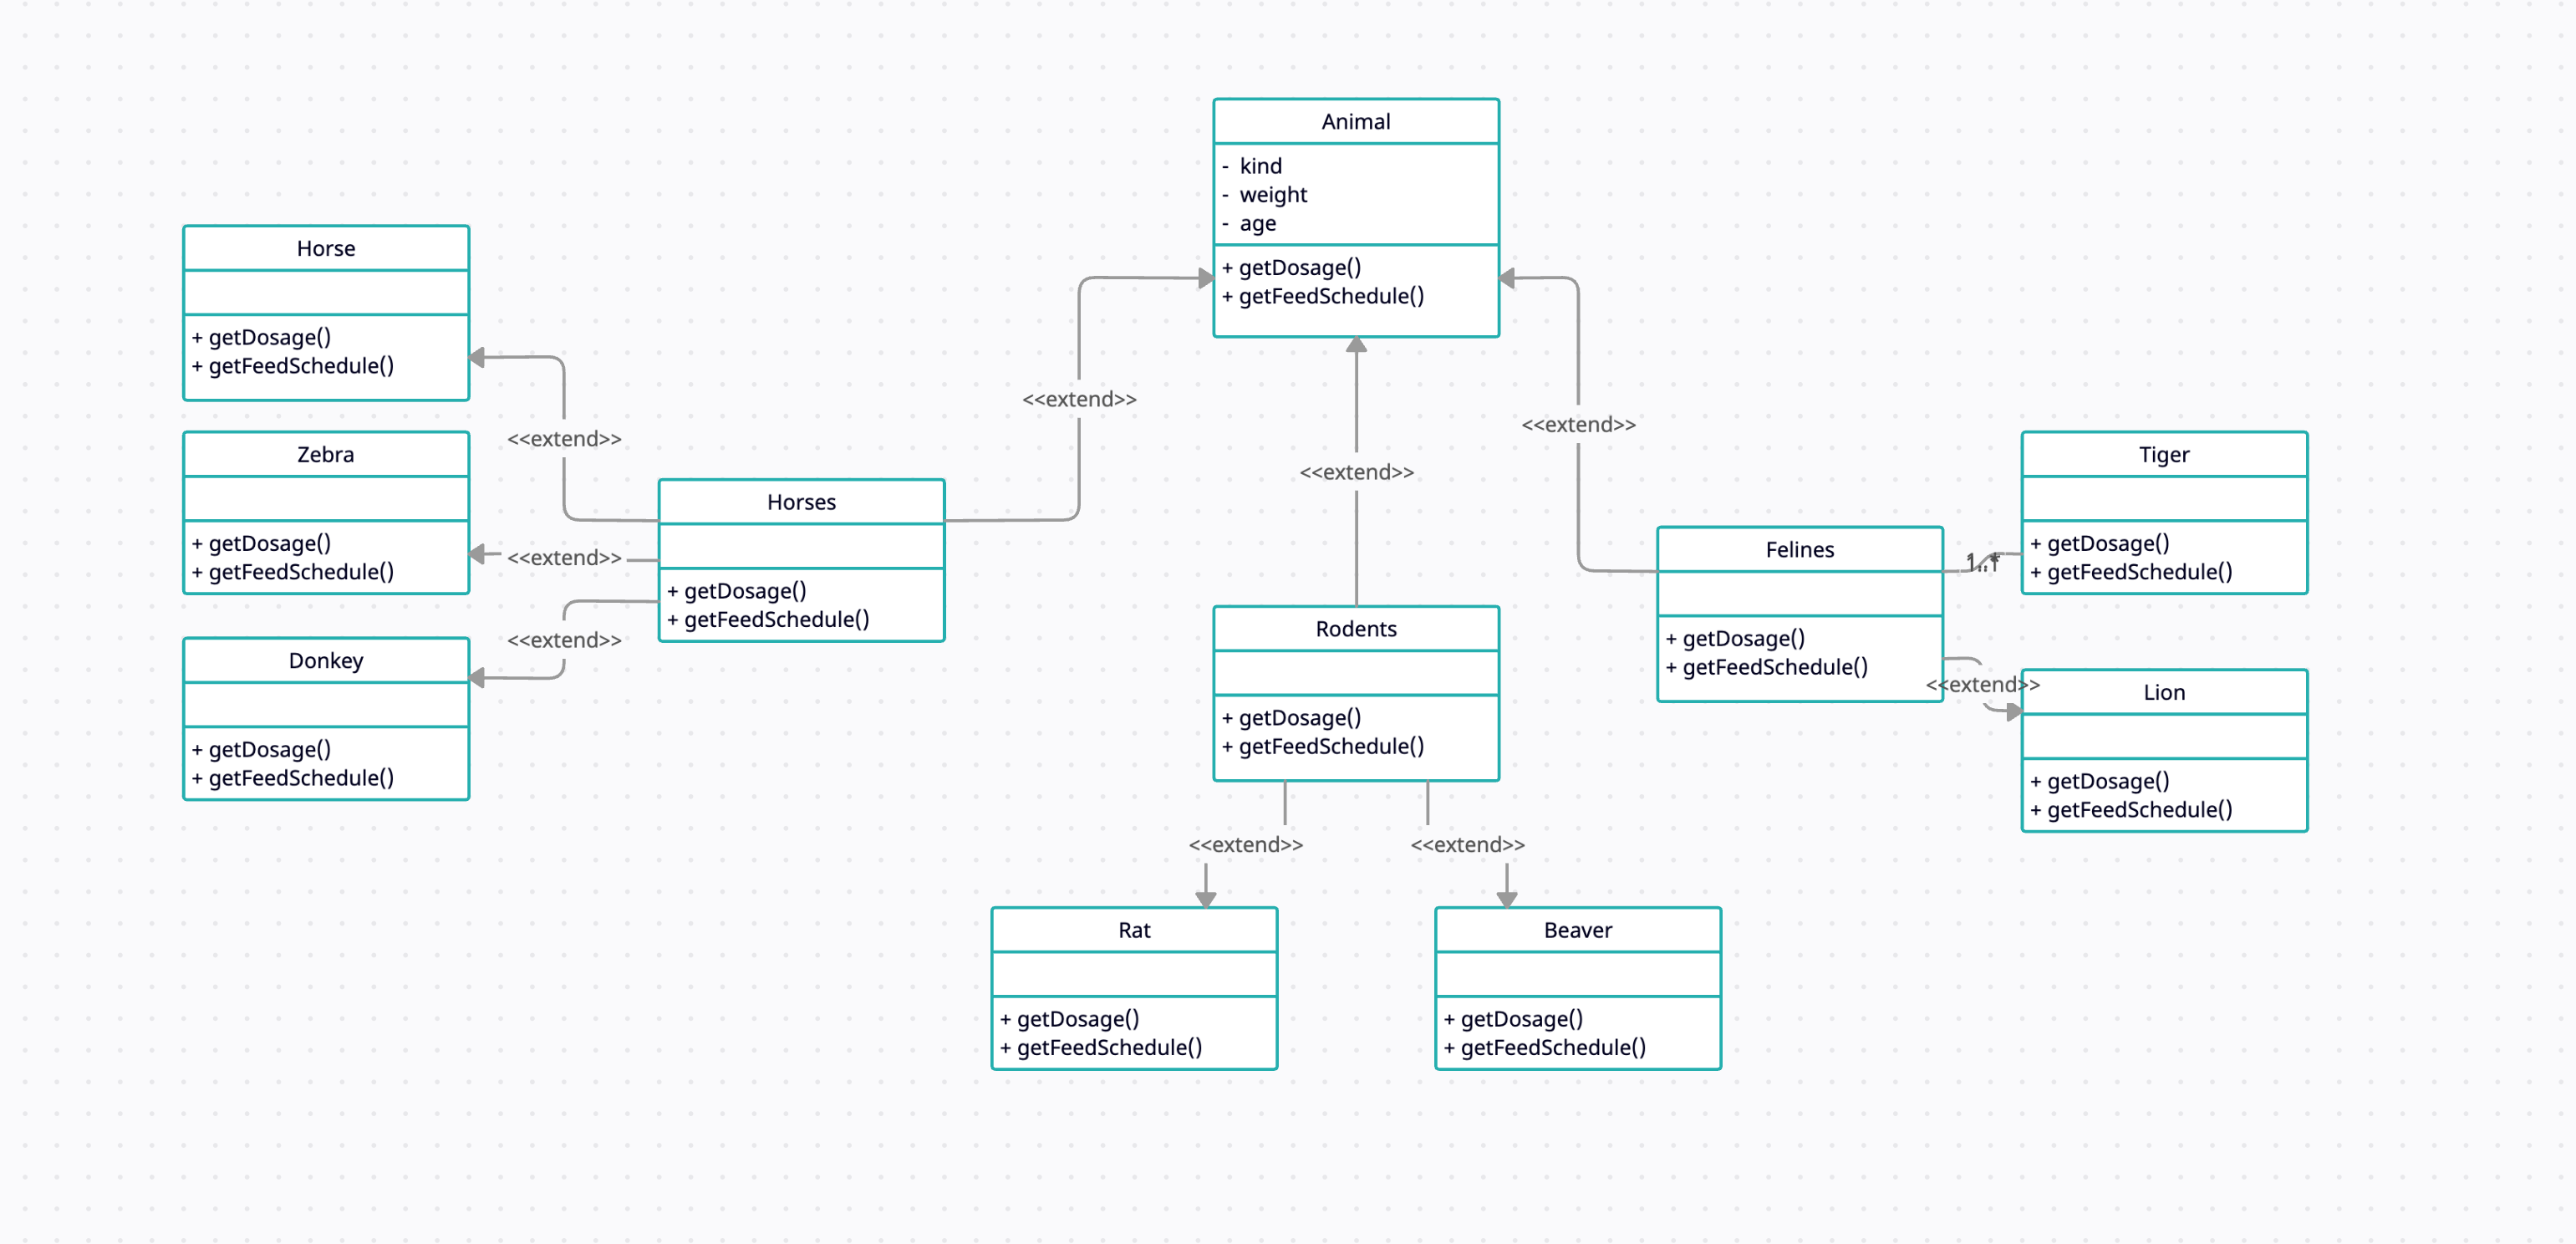 Animal
- kind
- weight
- age
+ getDosage()
+ getFeedSchedule()
Horse
+ getDosage()
+ getFeedSchedule()
<<extend>>
Zebra
+ getDosage()
+ getFeedSchedule()
<<extend>>
Donkey
+ getDosage()
+ getFeedSchedule()
<<extend>>
Horses
+ getDosage()
+ getFeedSchedule()
<<extend>>
<<extend>>
<<extend>>
Rodents
+ getDosage()
+ getFeedSchedule()
<<extend>>
<<extend>>
Rat
+ getDosage()
+ getFeedSchedule()
Beaver
+ getDosage()
+ getFeedSchedule()
Felines
+ getDosage()
+ getFeedSchedule()
Tiger
+ getDosage()
+ getFeedSchedule()
<<extend>>
Lion
+ getDosage()
+ getFeedSchedule()